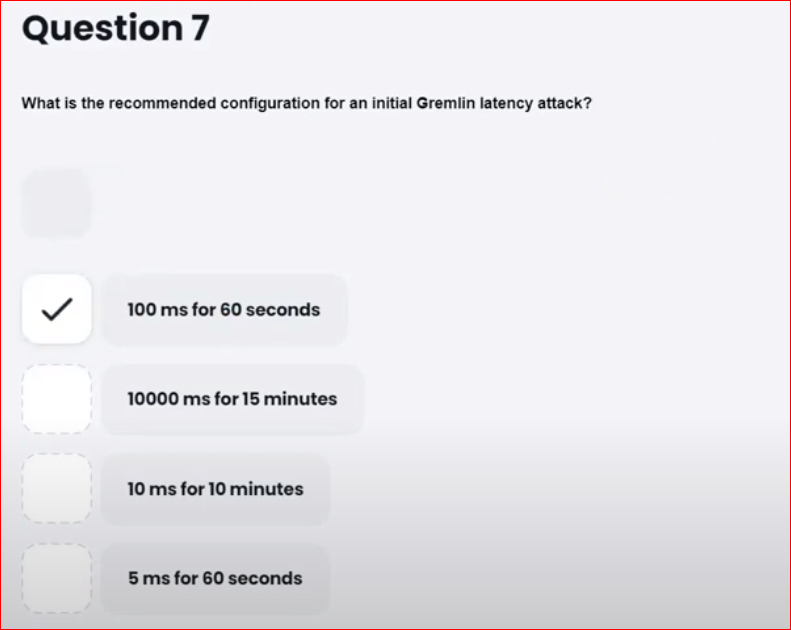 Question 7
What is the recommended configuration for an initial Gremlin latency attack?
100 ms for 60 seconds
10000 ms for 15 minutes
10 ms for 10 minutes
5 ms for 60 seconds